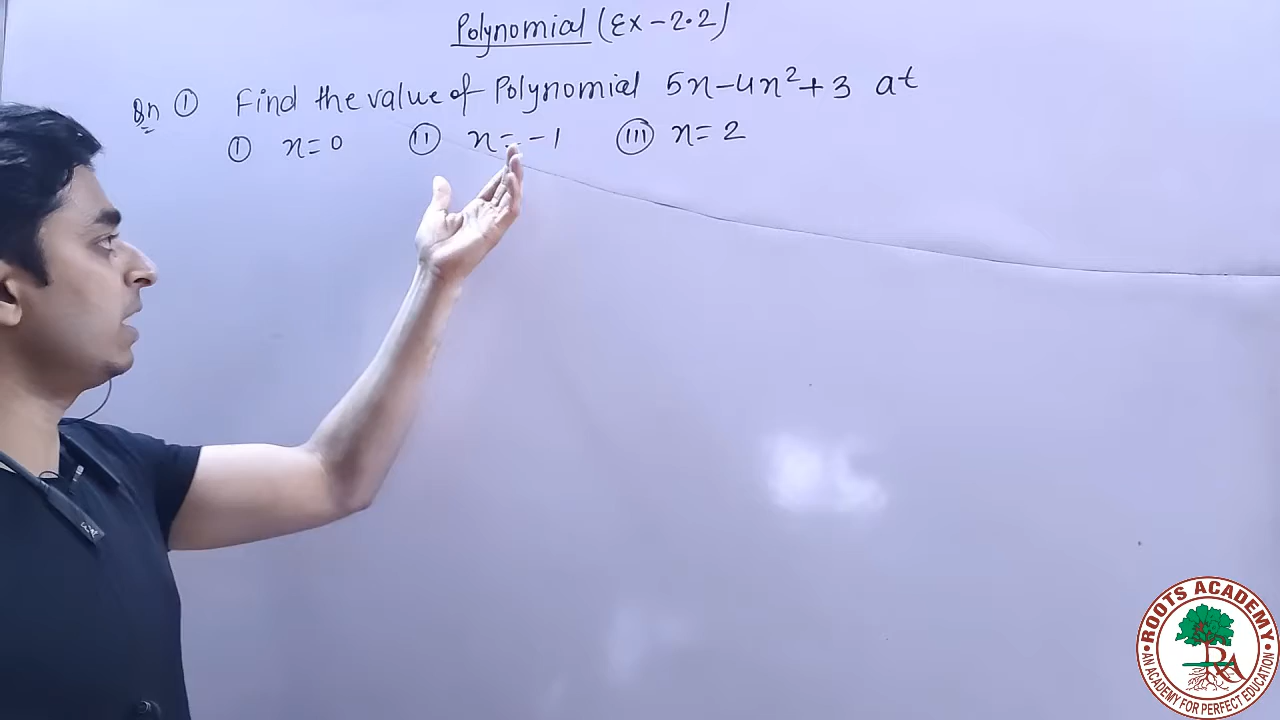 Polynomial (Ex-2.2)
Qn ① Find the value of Polynomial 5x-4x²+3 at
① x=0 ⑪ x=-1 ⑪⑪ x=2
ROOTS ACADEMY
RA
AN ACADEMY FOR PERFECT EDUCATION